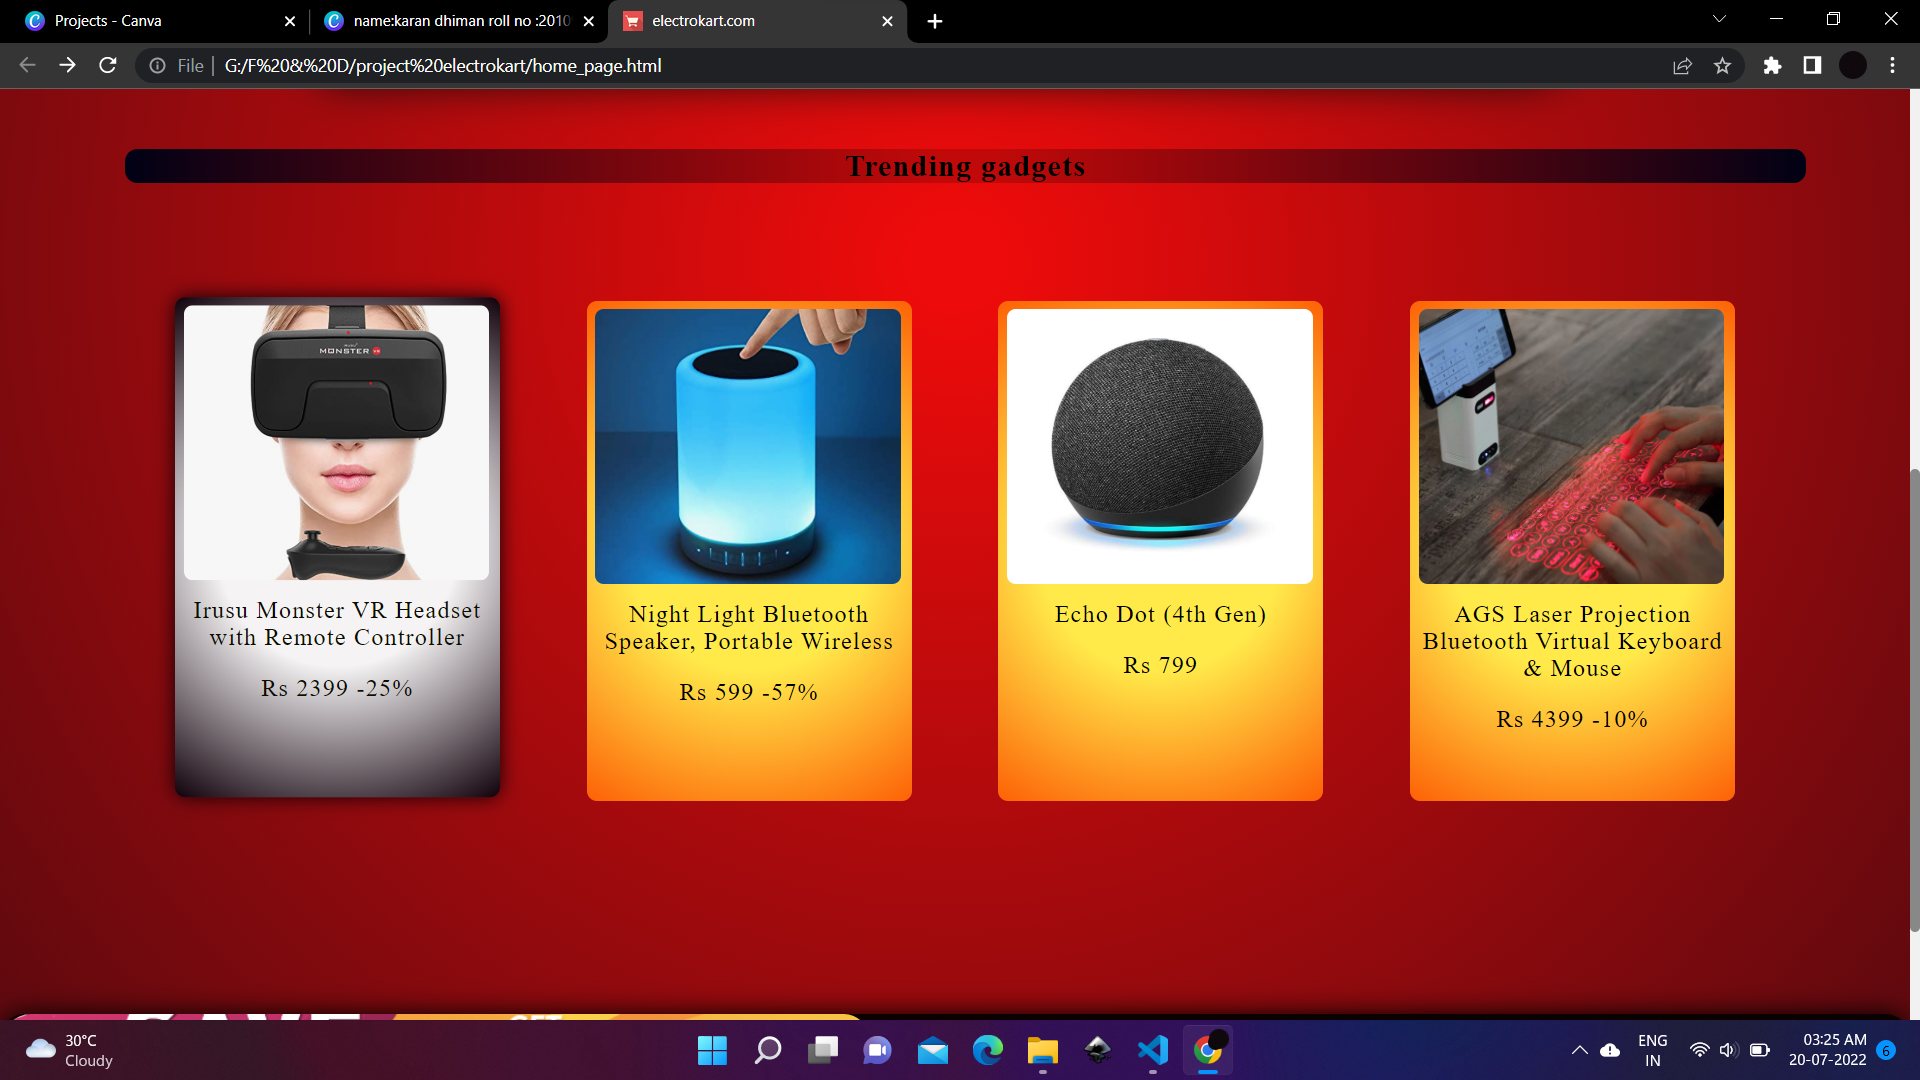 Projects - Canva
name:karan dhiman roll no :2010
electrokart.com
File
G:/F%20&%20D/project%20electrokart/home_page.html
Trending gadgets
MONSTER
Irusu Monster VR Headset
with Remote Controller
Rs 2399 -25%
Night Light Bluetooth
Speaker, Portable Wireless
Rs 599 -57%
Echo Dot (4th Gen)
Rs 799
AGS Laser Projection
Bluetooth Virtual Keyboard
& Mouse
Rs 4399 -10%
30°C
Cloudy
ENG
IN
03:25 AM
20-07-2022
6